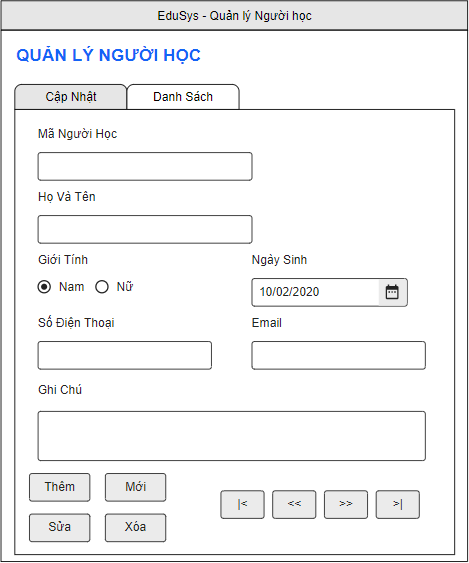 EduSys - Quản lý Người học
QUẢN LÝ NGƯỜI HỌC
Cập Nhật Danh Sách
Mã Người Học
Họ Và Tên
Giới Tính Ngày Sinh
Nam Nữ 10/02/2020
Số Điện Thoại Email
Ghi Chú
Thêm Mới
|< << >> >|
Sửa Xóa